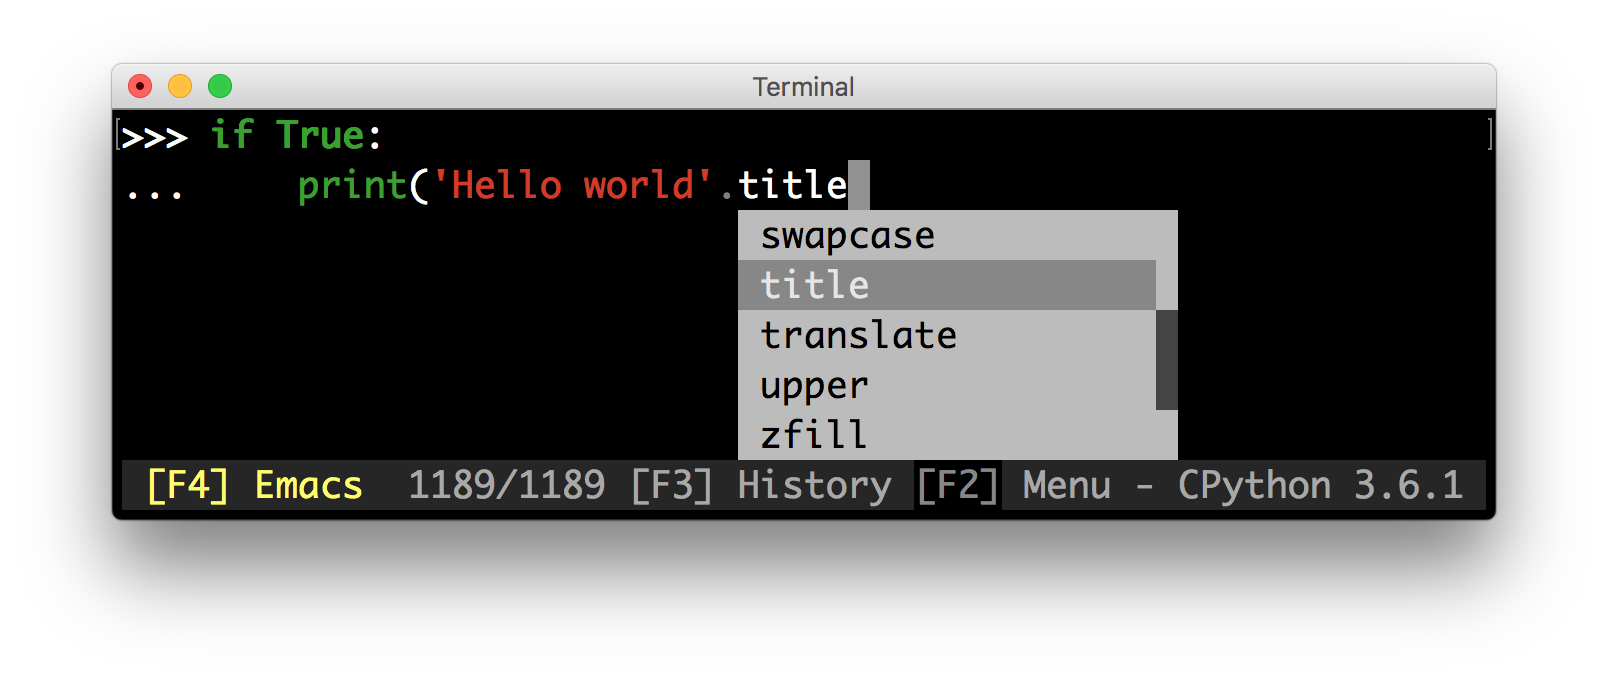 Terminal
>>> if True:
...     print('Hello world'.title
swapcase
title
translate
upper
zfill
[F4] Emacs  1189/1189 [F3] History [F2] Menu - CPython 3.6.1